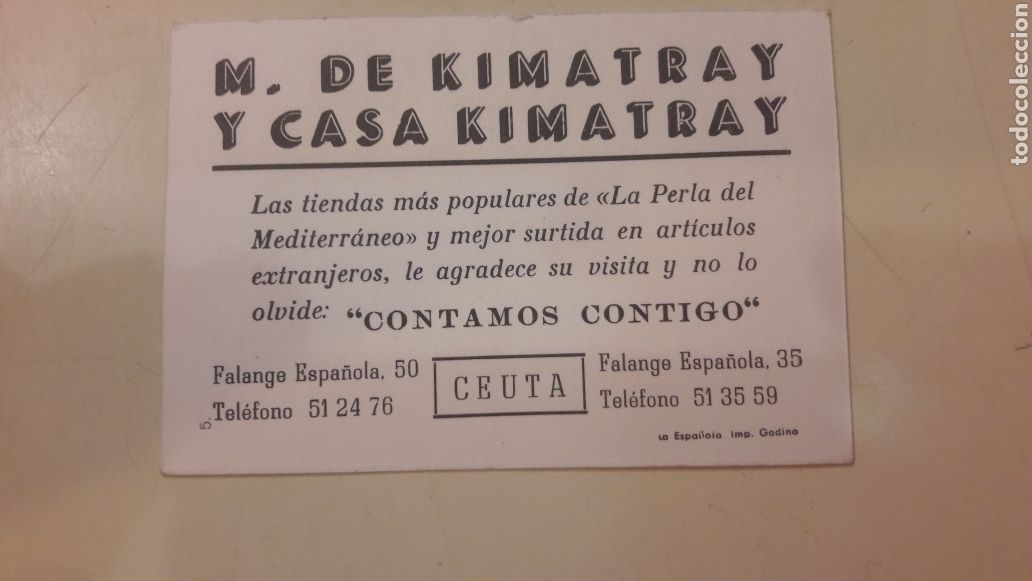 M. DE KIMATRAY
Y CASA KIMATRAY
Las tiendas más populares de «La Perla del
Mediterráneo» y mejor surtida en artículos
extranjeros, le agradece su visita y no lo
olvide: “CONTAMOS CONTIGO“
Falange Española, 50
Teléfono 51 24 76
CEUTA
Falange Española, 35
Teléfono 51 35 59
5.
La Española. imp. Godino
todocoleccion